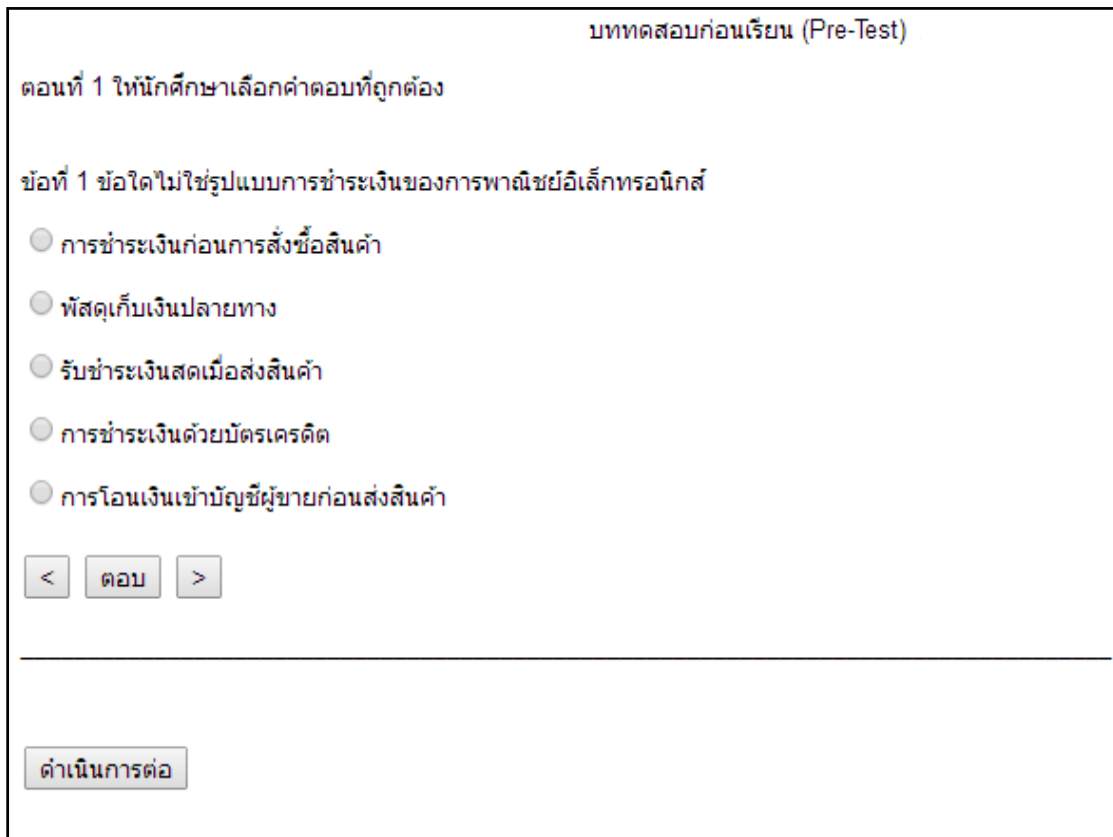 บททดสอบก่อนเรียน (Pre-Test)
ตอนที่ 1 ให้นักศึกษาเลือกคำตอบที่ถูกต้อง
ข้อที่ 1 ข้อใดไม่ใช่รูปแบบการชำระเงินของการพาณิชย์อิเล็กทรอนิกส์
การชำระเงินก่อนการสั่งซื้อสินค้า
พัสดุเก็บเงินปลายทาง
รับชำระเงินสดเมื่อส่งสินค้า
การชำระเงินด้วยบัตรเครดิต
การโอนเงินเข้าบัญชีผู้ขายก่อนส่งสินค้า
< ตอบ >
ดำเนินการต่อ